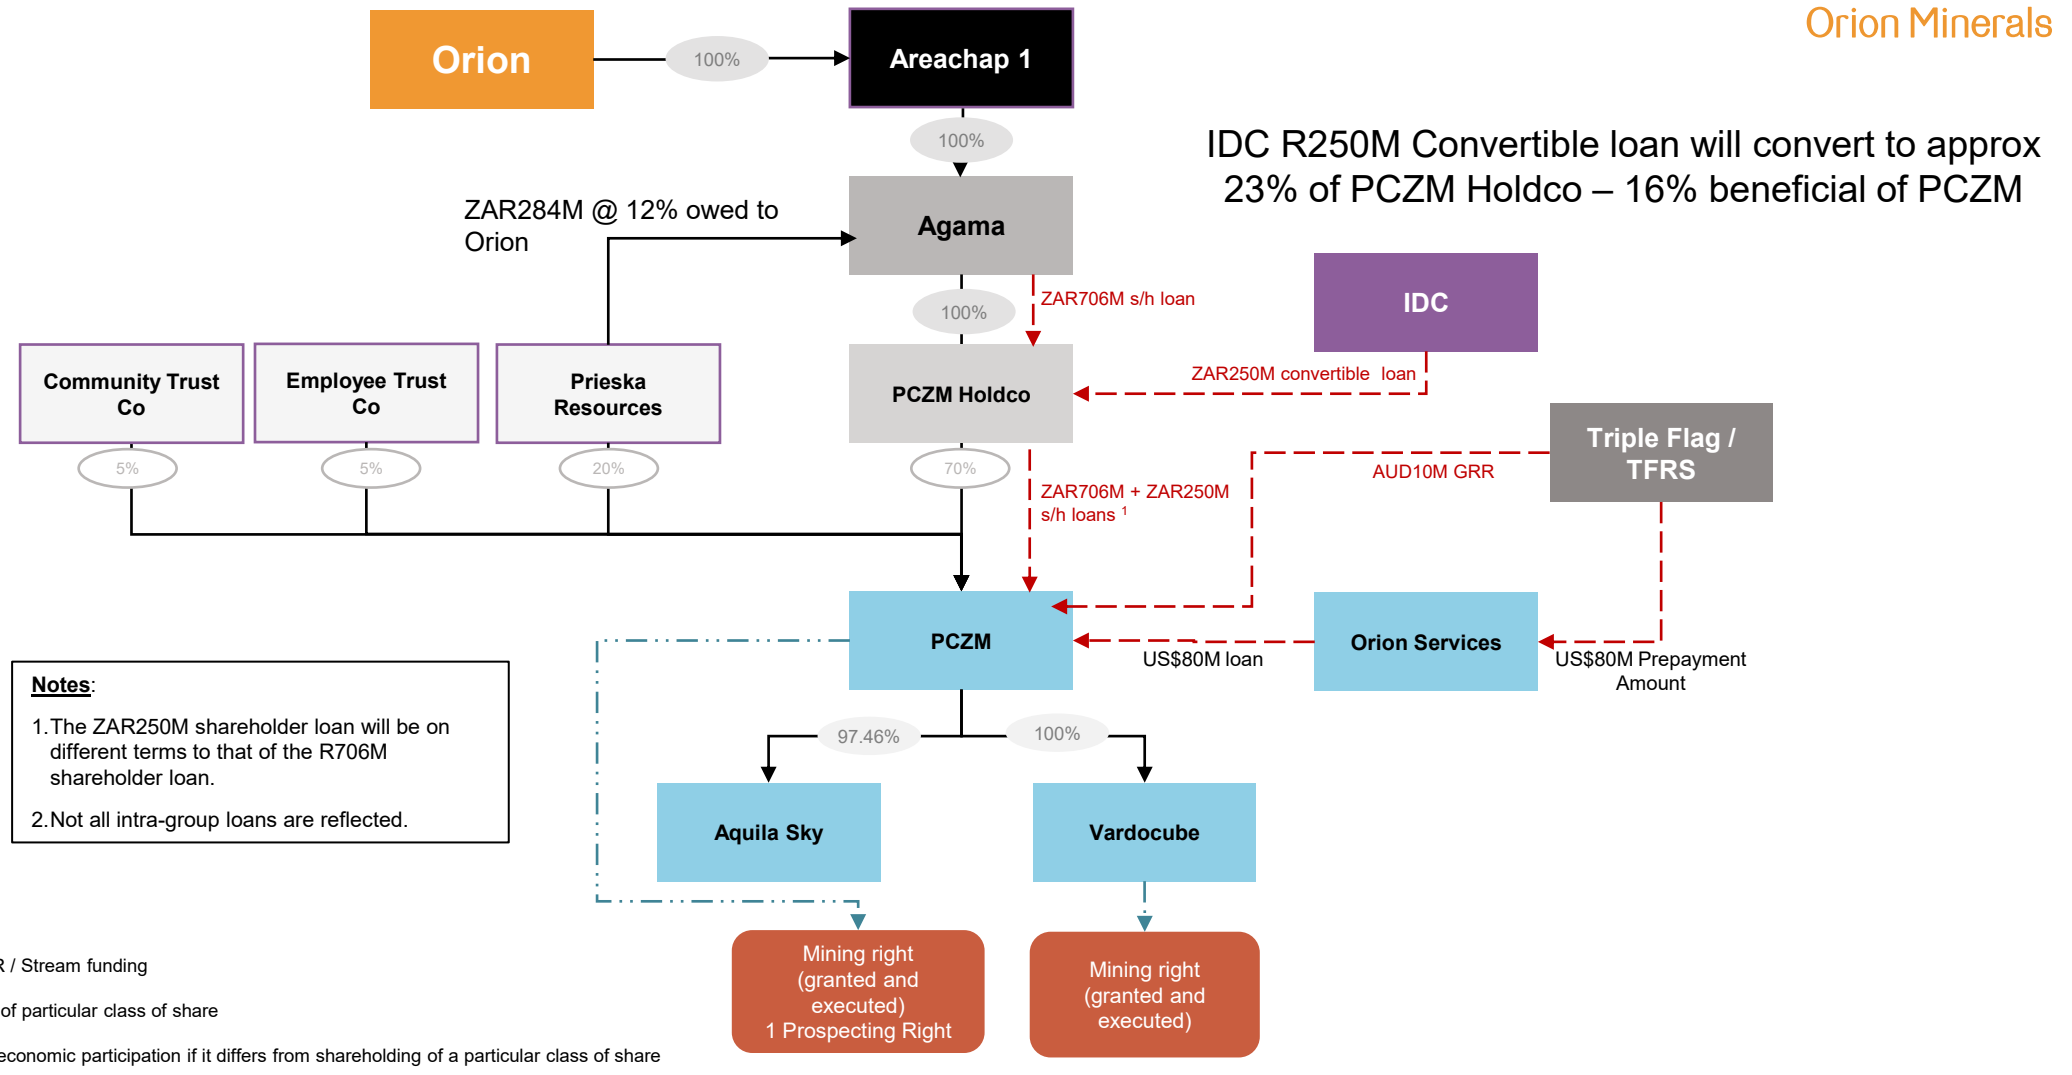 Orion Minerals
Orion
100%
Areachap 1
100%
IDC R250M Convertible loan will convert to approx
23% of PCZM Holdco – 16% beneficial of PCZM
ZAR284M @ 12% owed to
Orion
Agama
ZAR706M s/h loan
100%
IDC
Community Trust
Co
Employee Trust
Co
Prieska
Resources
PCZM Holdco
ZAR250M convertible loan
5%
5%
20%
70%
Triple Flag /
TFRS
AUD10M GRR
ZAR706M + ZAR250M
s/h loans 1
PCZM
US$80M loan
Orion Services
US$80M Prepayment
Amount
Notes:
1.The ZAR250M shareholder loan will be on
different terms to that of the R706M
shareholder loan.
2.Not all intra-group loans are reflected.
97.46%
100%
Aquila Sky
Vardocube
Mining right
(granted and
executed)
1 Prospecting Right
Mining right
(granted and
executed)
/ Stream funding
of particular class of share
economic participation if it differs from shareholding of a particular class of share